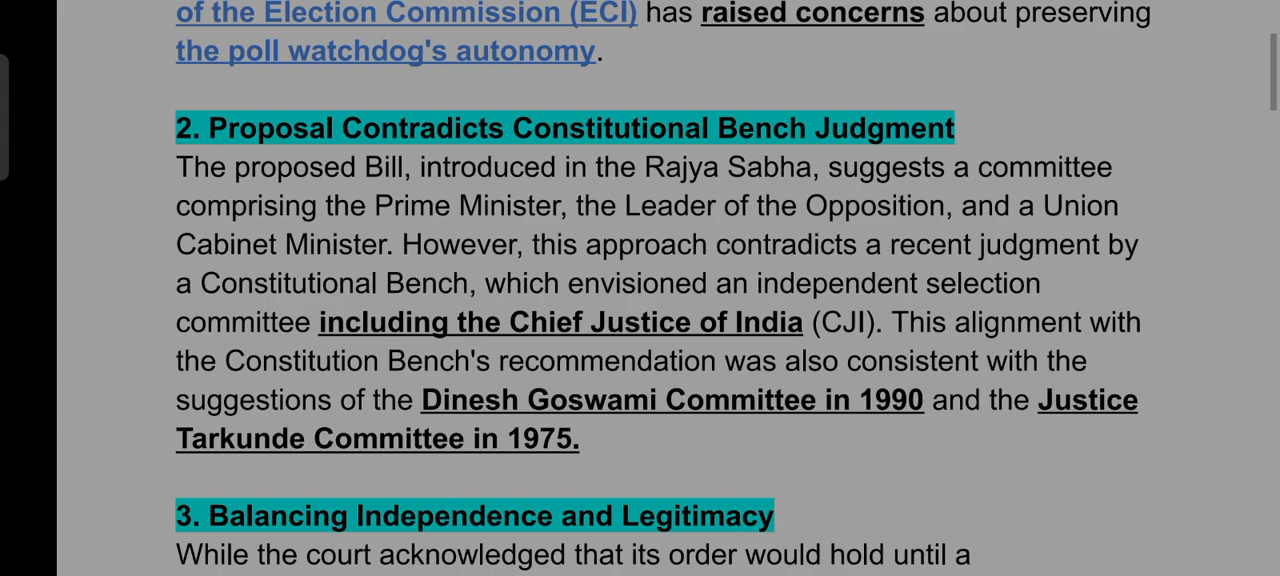 of the Election Commission (ECI) has raised concerns about preserving
the poll watchdog's autonomy.
2. Proposal Contradicts Constitutional Bench Judgment
The proposed Bill, introduced in the Rajya Sabha, suggests a committee
comprising the Prime Minister, the Leader of the Opposition, and a Union
Cabinet Minister. However, this approach contradicts a recent judgment by
a Constitutional Bench, which envisioned an independent selection
committee including the Chief Justice of India (CJI). This alignment with
the Constitution Bench's recommendation was also consistent with the
suggestions of the Dinesh Goswami Committee in 1990 and the Justice
Tarkunde Committee in 1975.
3. Balancing Independence and Legitimacy
While the court acknowledged that its order would hold until a